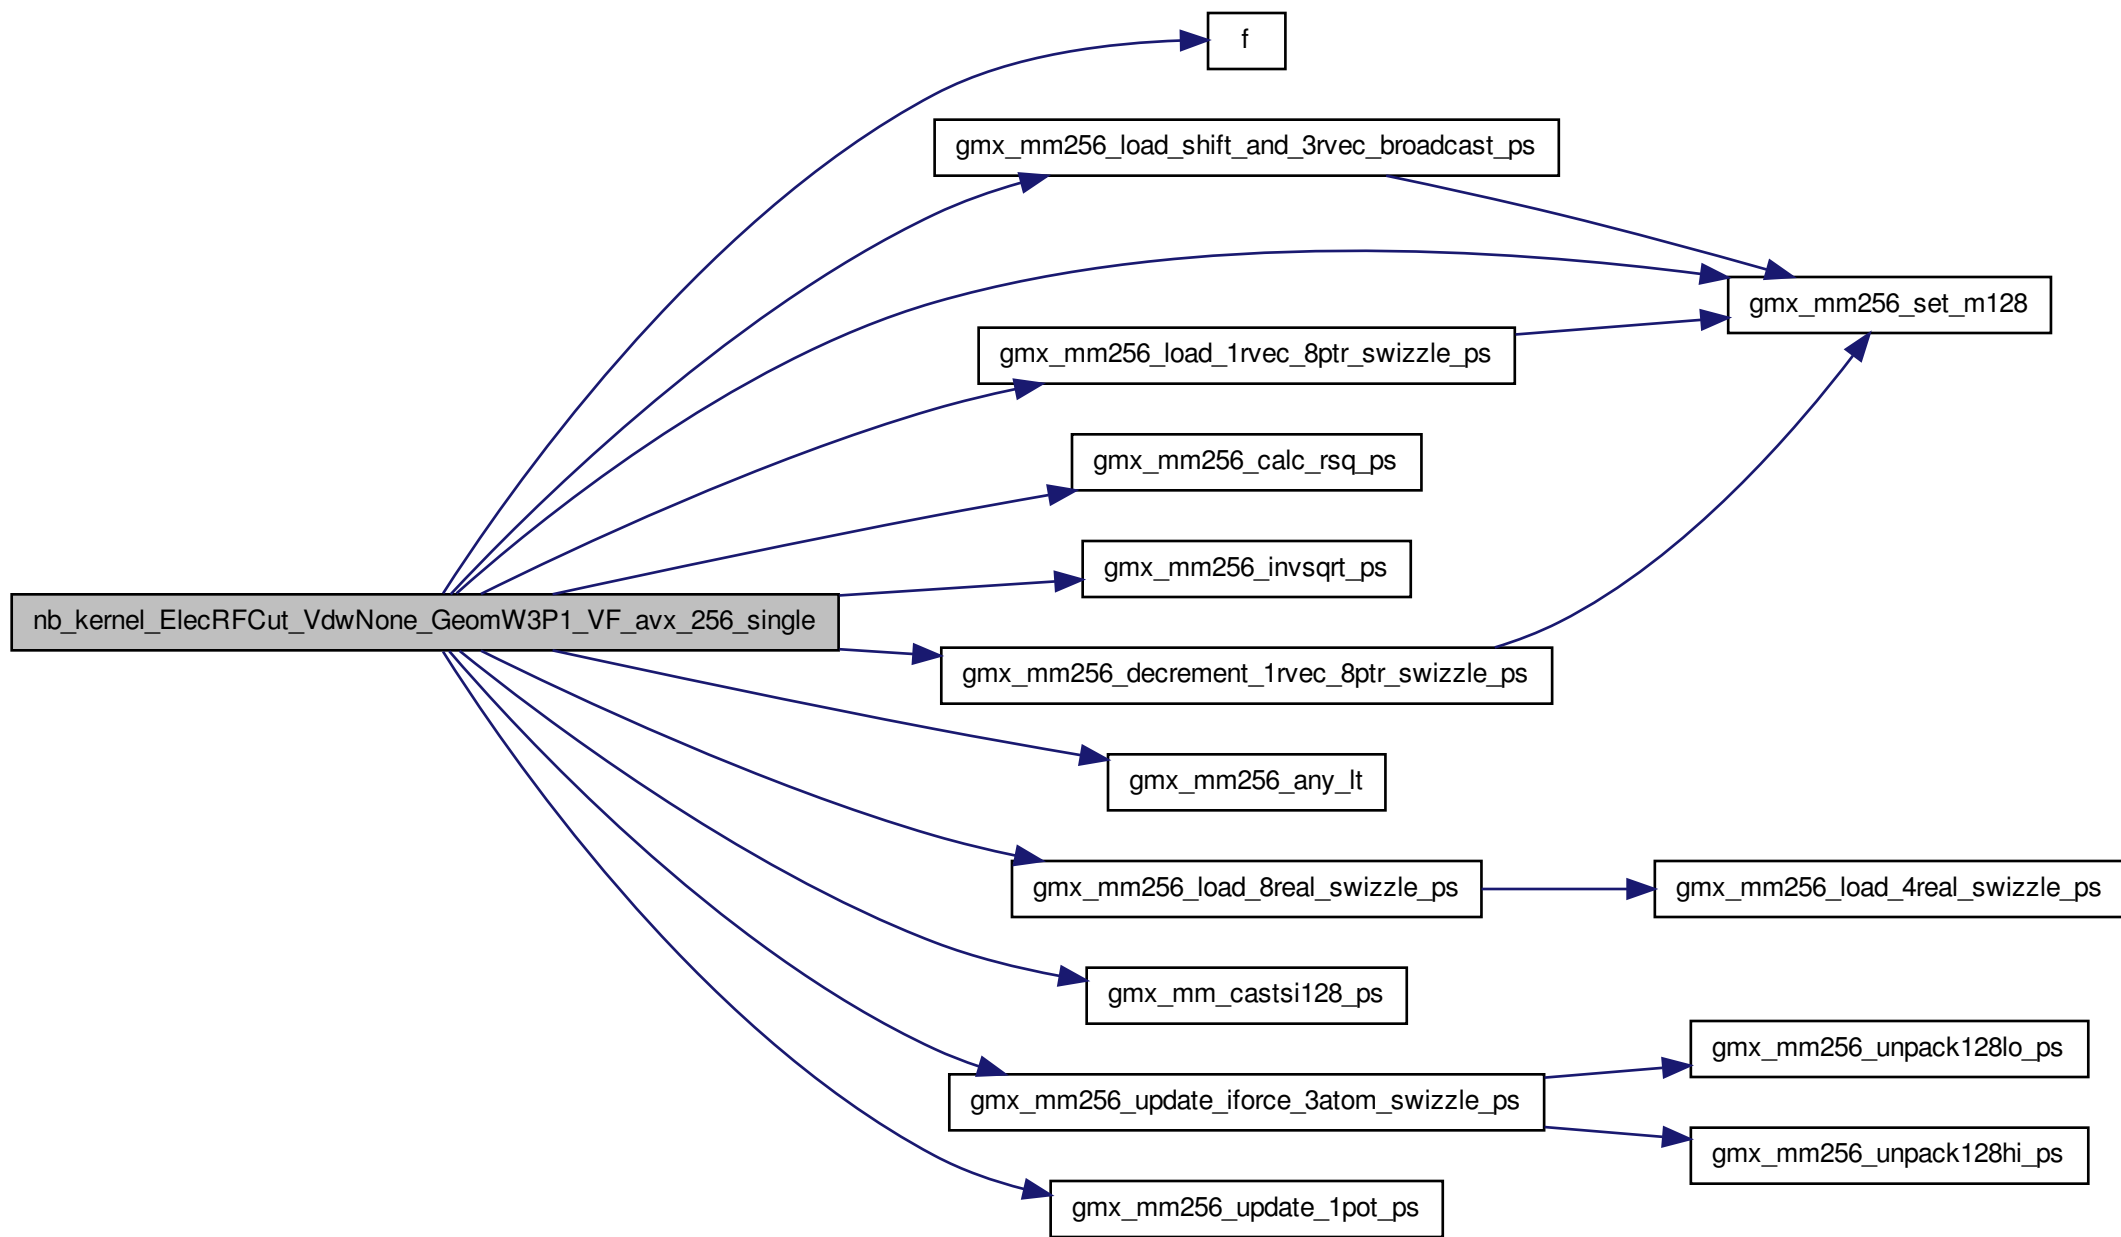 f
gmx_mm256_load_shift_and_3rvec_broadcast_ps
gmx_mm256_set_m128
gmx_mm256_load_1rvec_8ptr_swizzle_ps
gmx_mm256_calc_rsq_ps
gmx_mm256_invsqrt_ps
nb_kernel_ElecRFCut_VdwNone_GeomW3P1_VF_avx_256_single
gmx_mm256_decrement_1rvec_8ptr_swizzle_ps
gmx_mm256_any_lt
gmx_mm256_load_8real_swizzle_ps
gmx_mm256_load_4real_swizzle_ps
gmx_mm_castsi128_ps
gmx_mm256_unpack128lo_ps
gmx_mm256_update_iforce_3atom_swizzle_ps
gmx_mm256_unpack128hi_ps
gmx_mm256_update_1pot_ps